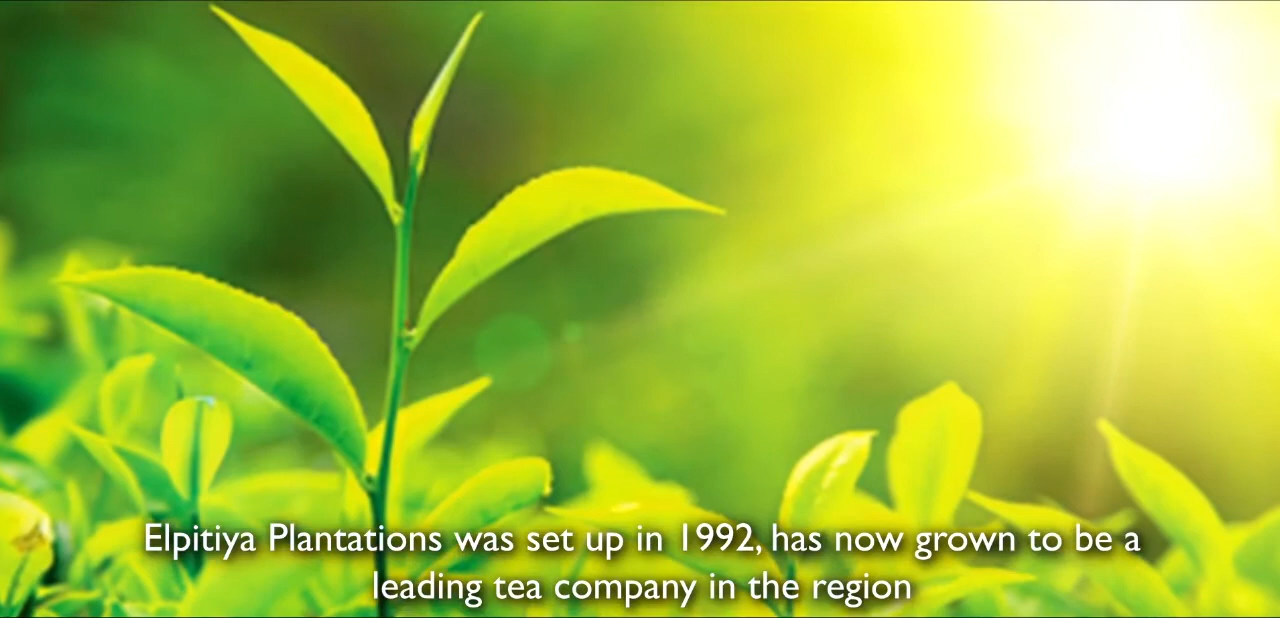 Elpitiya Plantations was set up in 1992, has now grown to be a
leading tea company in the region